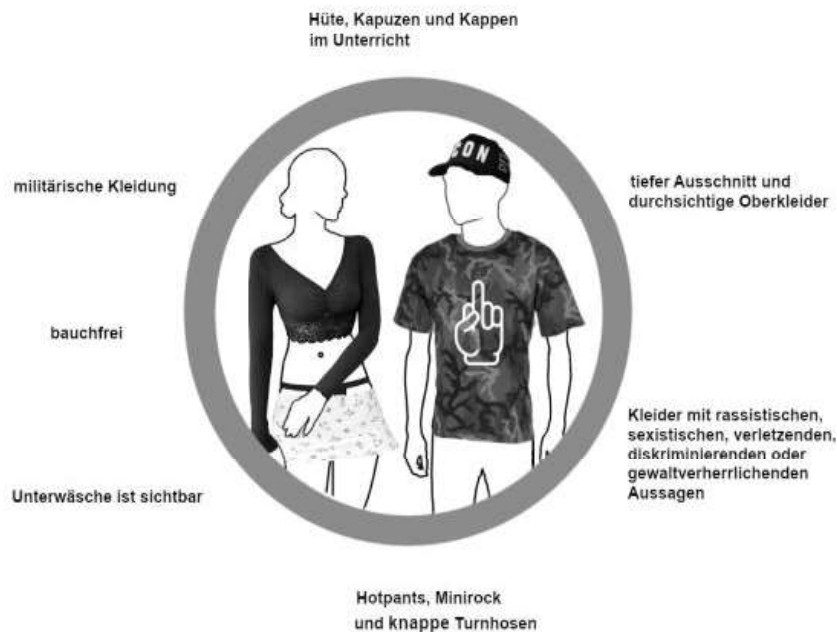 Hüte, Kapuzen und Kappen
im Unterricht
CON
militärische Kleidung
tiefer Ausschnitt und
durchsichtige Oberkleider
bauchfrei
Kleider mit rassistischen,
sexistischen, verletzenden,
diskriminierenden oder
gewaltverherrlichenden
Aussagen
Unterwäsche ist sichtbar
Hotpants, Minirock
und knappe Turnhosen